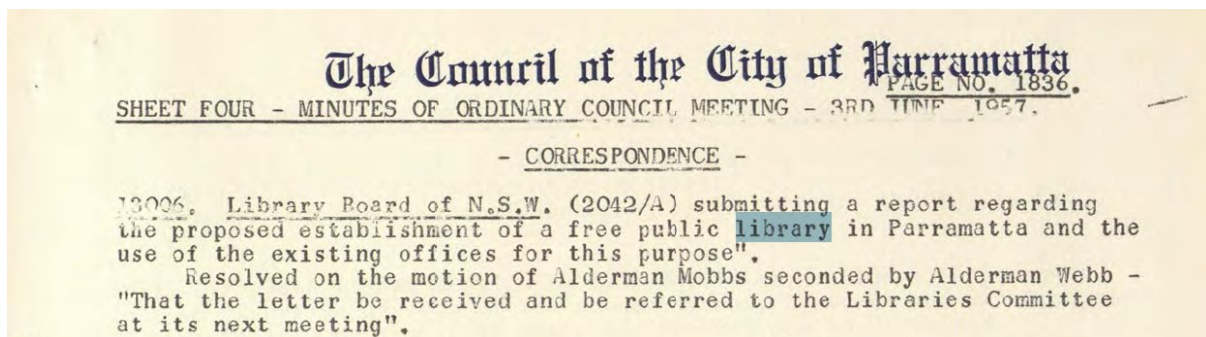 The Council of the City of Parramatta
PAGE NO. 1836.
SHEET FOUR - MINUTES OF ORDINARY COUNCIL MEETING - 3RD JUNE 1957.
- CORRESPONDENCE -
13096. Library Board of N.S.W. (2042/A) submitting a report regarding
the proposed establishment of a free public library in Parramatta and the
use of the existing offices for this purpose".
Resolved on the motion of Alderman Mobbs seconded by Alderman Webb -
"That the letter be received and be referred to the Libraries Committee
at its next meeting".